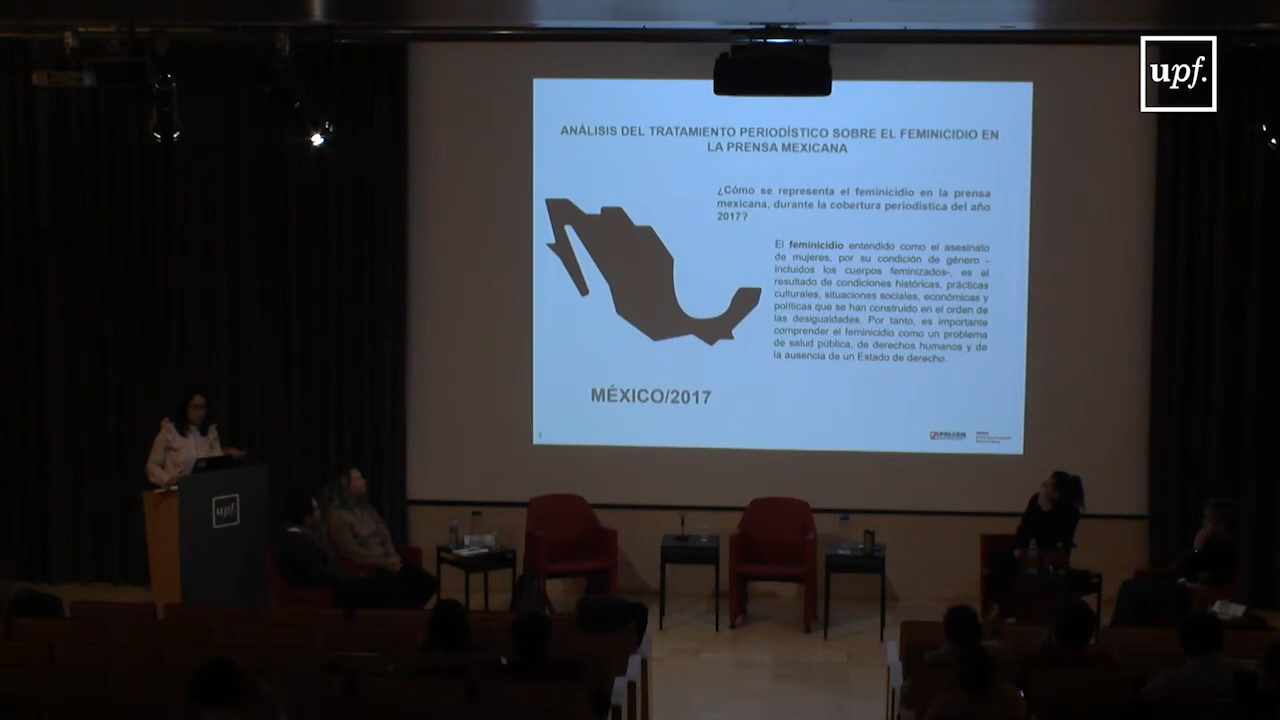 upf.
ANÁLISIS DEL TRATAMIENTO PERIODÍSTICO SOBRE EL FEMINICIDIO EN
LA PRENSA MEXICANA
¿Cómo se representa el feminicidio en la prensa
mexicana, durante la cobertura periodística del año
2017?
El feminicidio entendido como el asesinato
de mujeres, por su condición de género -
incluidos los cuerpos feminizados-, es el
resultado de condiciones históricas, prácticas
culturales, situaciones sociales, económicas y
políticas que se han construido en el orden de
las desigualdades. Por tanto, es importante
comprender el feminicidio como un problema
de salud pública, de derechos humanos y de
la ausencia de un Estado de derecho.
MÉXICO/2017
POLCOM
upf.